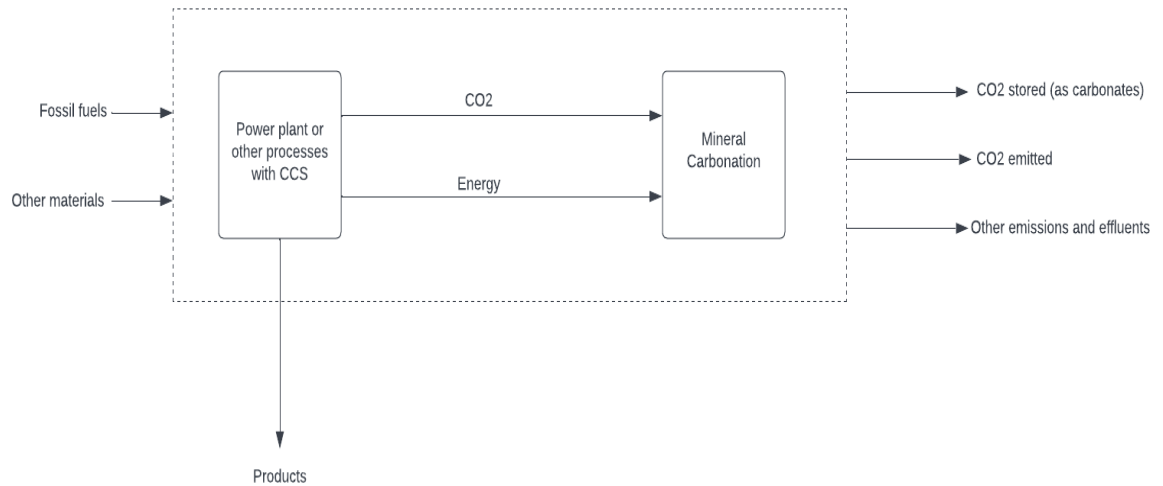 Fossil fuels
Other materials
Power plant or
other processes
with CCS
CO2
Energy
Mineral
Carbonation
CO2 stored (as carbonates)
CO2 emitted
Other emissions and effluents
Products